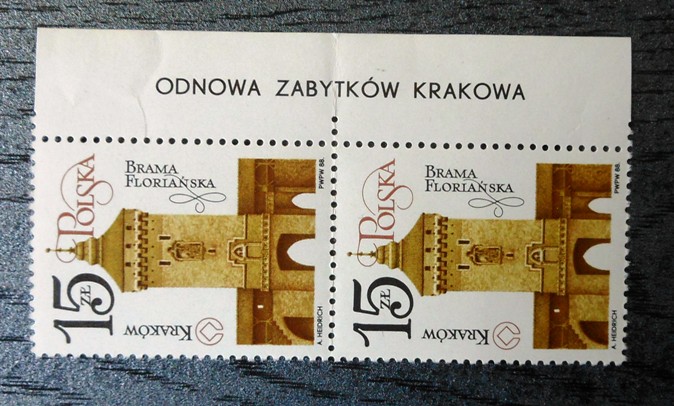 ODNOWA ZABYTKÓW KRAKOWA
POLSKA
BRAMA
FLORIAŃSKA
PWPW 88.
15 ZŁ
KRAKÓW
A. HEIDRICH
POLSKA
BRAMA
FLORIAŃSKA
PWPW 88.
15 ZŁ
KRAKÓW
A. HEIDRICH